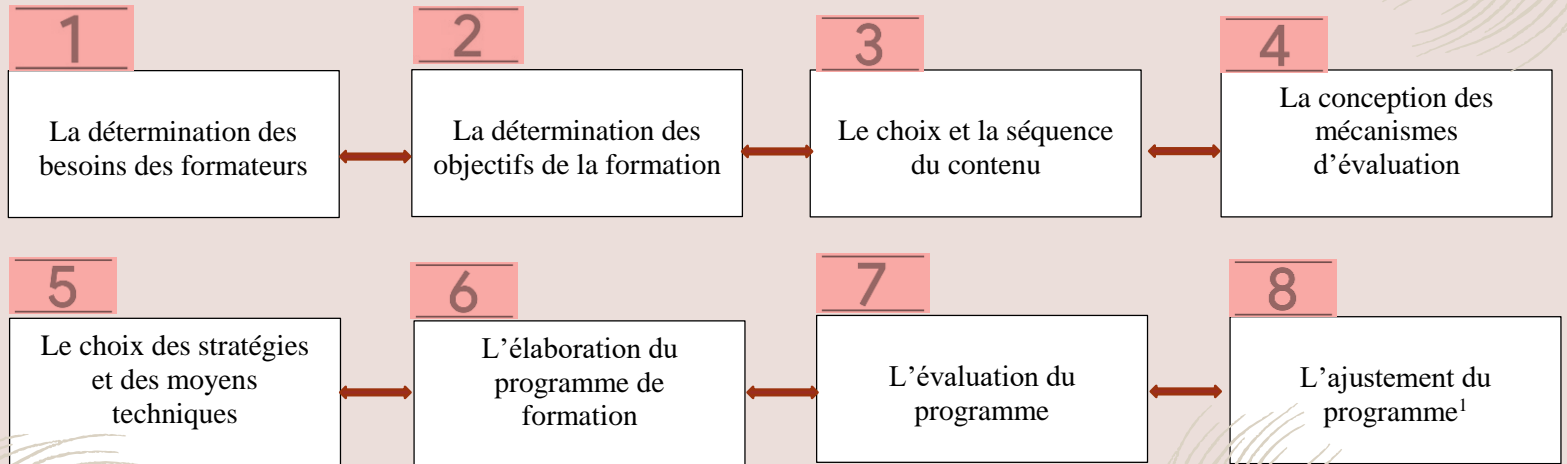 1
La détermination des
besoins des formateurs
2
La détermination des
objectifs de la formation
3
Le choix et la séquence
du contenu
4
La conception des
mécanismes
d’évaluation
5
Le choix des stratégies
et des moyens
techniques
6
L’élaboration du
programme de
formation
7
L’évaluation du
programme
8
L’ajustement du
programme¹